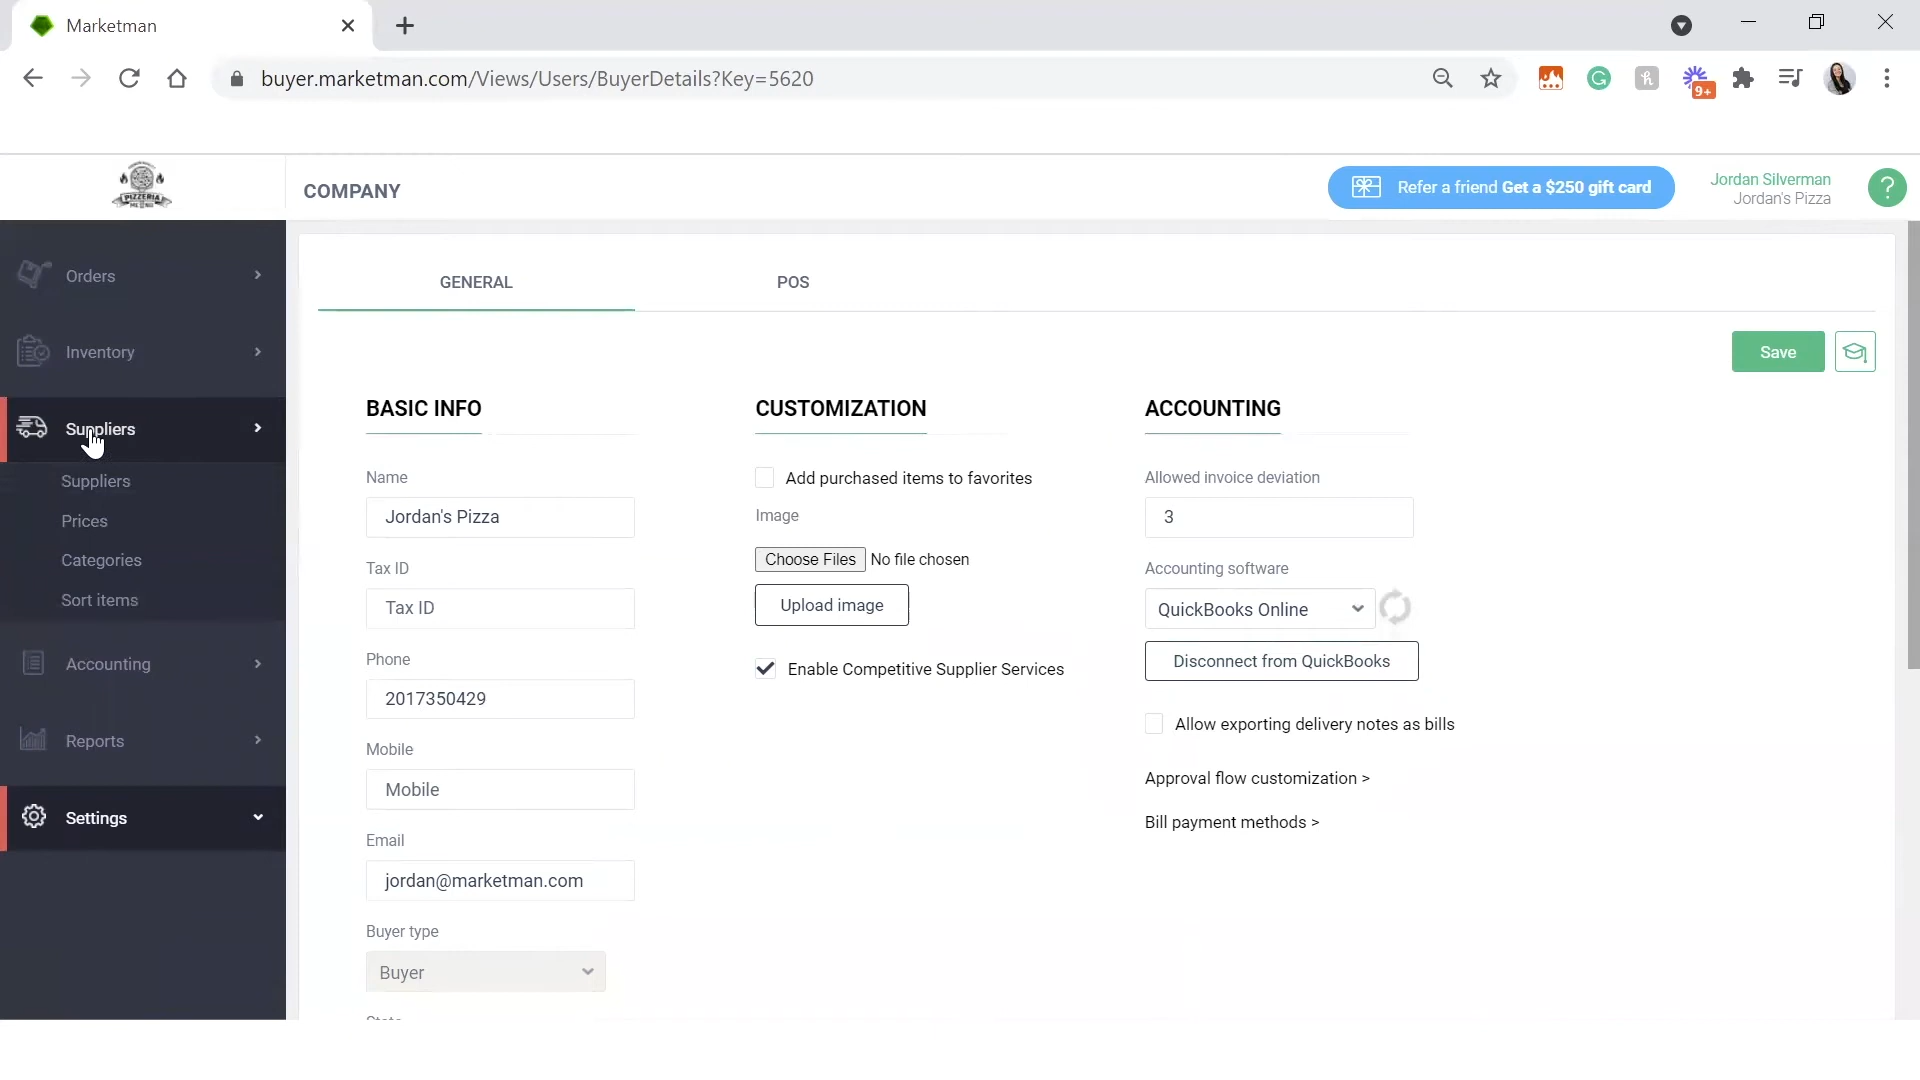 Marketman
buyer.marketman.com/Views/Users/BuyerDetails?Key=5620
9+
PIZZERIA
COMPANY
Refer a friend Get a $250 gift card
Jordan Silverman
Jordan's Pizza
?
Orders
Inventory
Suppliers
Suppliers
Prices
Categories
Sort items
Accounting
Reports
Settings
GENERAL
POS
Save
BASIC INFO
Name
Jordan's Pizza
Tax ID
Tax ID
Phone
2017350429
Mobile
Mobile
Email
jordan@marketman.com
Buyer type
Buyer
CUSTOMIZATION
Add purchased items to favorites
Image
Choose Files No file chosen
Upload image
Enable Competitive Supplier Services
ACCOUNTING
Allowed invoice deviation
3
Accounting software
QuickBooks Online
Disconnect from QuickBooks
Allow exporting delivery notes as bills
Approval flow customization >
Bill payment methods >